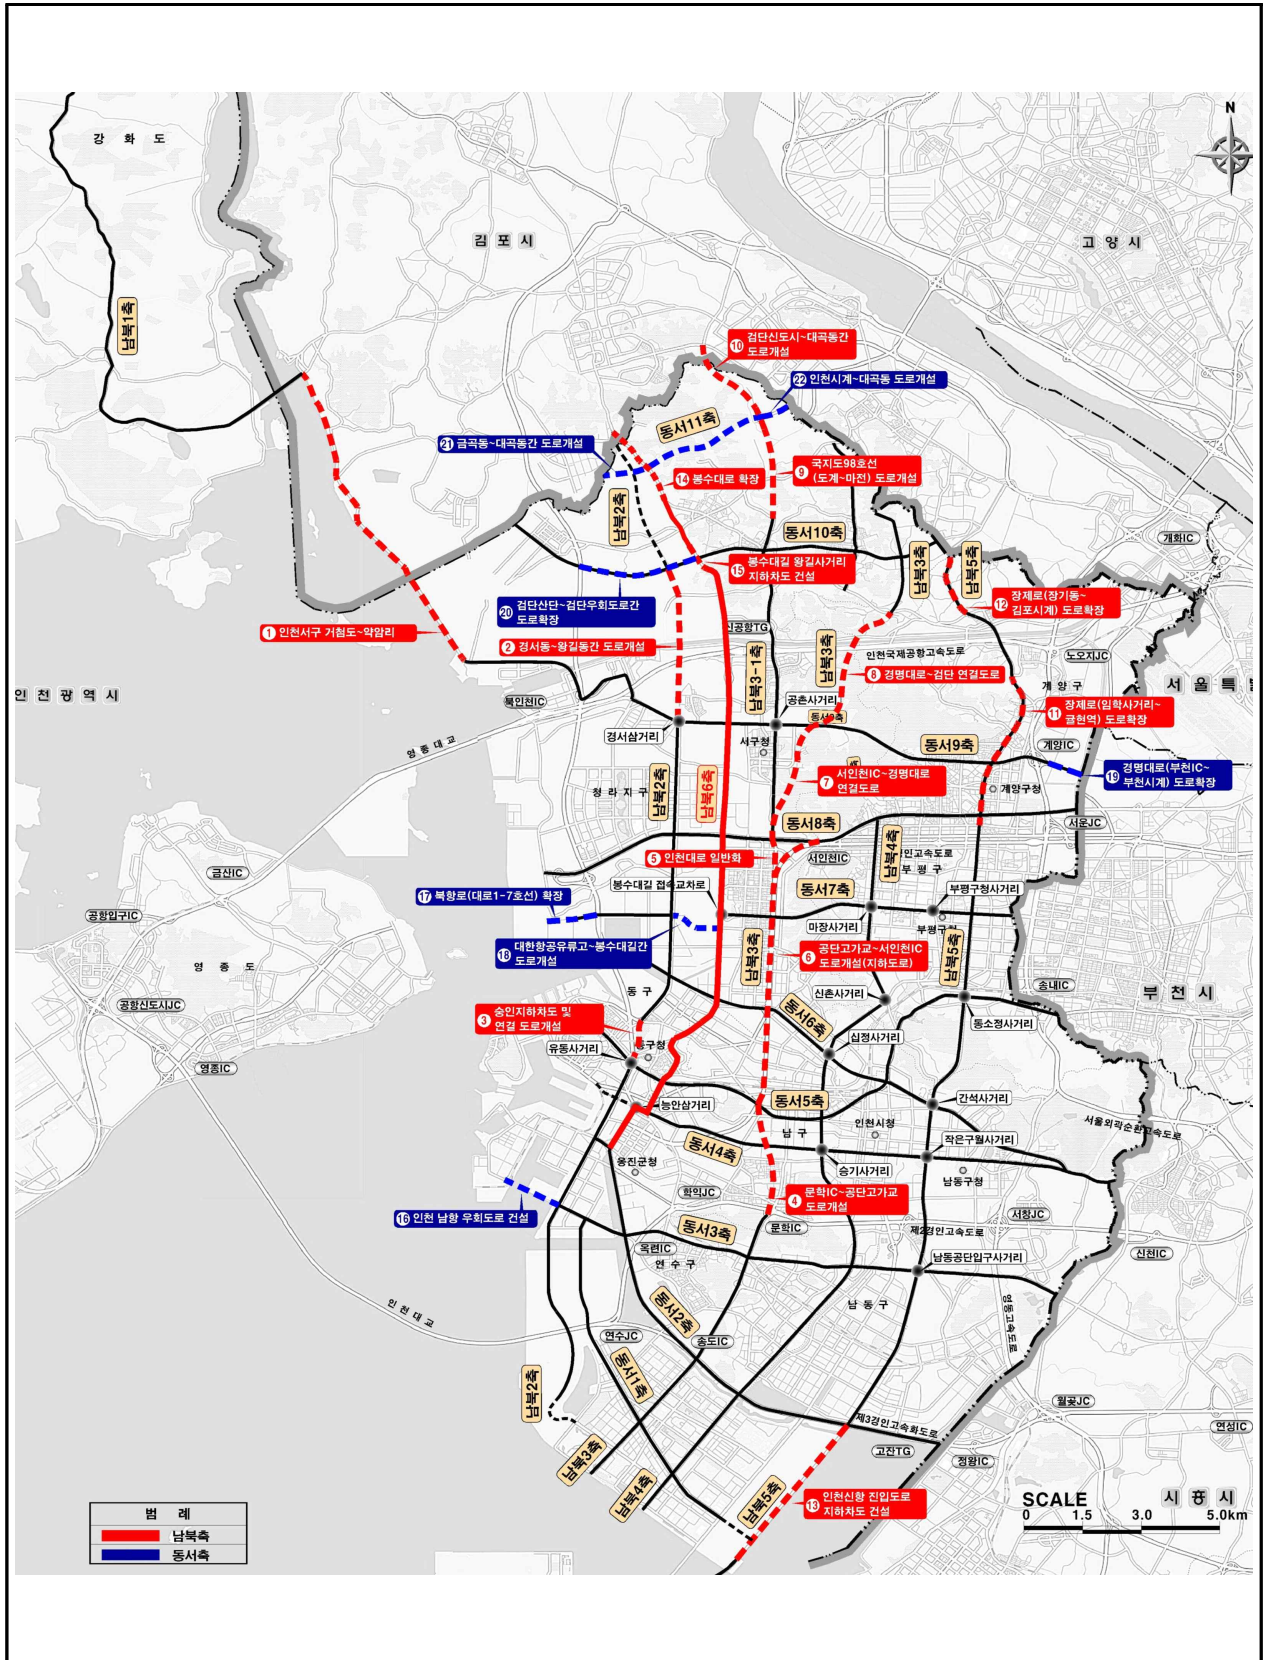 N
강 화 도
김 포 시
고 양 시
남북1축
10 검단신도시~대곡동간
도로개설
22 인천시계~대곡동 도로개설
동서11축
21 금곡동~대곡동간 도로개설
14 봉수대로 확장
9 국지도98호선
(도계~마전) 도로개설
남북2축
동서10축
개화IC
남북3축
남북5축
15 봉수대길 왕길사거리
지하차도 건설
12 장제로(장기동~
김포시계) 도로확장
20 검단산단~검단우회도로간
도로확장
1 인천서구 거첨도~약암리
2 경서동~왕길동간 도로개설
신공항TG
남북3-1축
남북3축
인천국제공항고속도로
노오지JC
8 경명대로~검단 연결도로
계 양 구
서 울 특 별
인 천 광 역 시
북인천IC
공촌사거리
11 장제로(임학사거리~
귤현역) 도로확장
경서삼거리
서구청
동서9축
계양IC
영 종 대 교
7 서인천IC~경명대로
연결도로
19 경명대로(부천IC~
부천시계) 도로확장
청 라 지 구
남북2축
남북6축
계양구청
동서8축
서운JC
남북4축
5 인천대로 일반화
서인천IC
경인고속도로
부 평 구
금산IC
17 북항로(대로1-7호선) 확장
봉수대길 접속교차로
동서7축
부평구청사거리
공항입구IC
마장사거리
부평구청
18 대한항공유류고~봉수대길간
도로개설
남북3축
6 공단고가교~서인천IC
도로개설(지하도로)
남북5축
영 종 도
공항신도시JC
동 구
신촌사거리
송내IC
부 천 시
3 숭인지하차도 및
연결 도로개설
동서6축
동소정사거리
유동사거리
동구청
십정사거리
영종IC
동서5축
간석사거리
능안삼거리
남 구
인천시청
서울외곽순환고속도로
동서4축
작은구월사거리
옹진군청
승기사거리
남동구청
학익JC
4 문학IC~공단고가교
도로개설
16 인천 남항 우회도로 건설
동서3축
문학IC
서창JC
제2경인고속도로
신천IC
옥련IC
연 수 구
남동공단입구사거리
인 천 대 교
동서2축
남 동 구
영동고속도로
연수JC
송도IC
동서1축
남북2축
월곶JC
제3경인고속화도로
연성IC
고잔TG
정왕IC
남북3축
남북4축
남북5축
13 인천신항 진입도로
지하차도 건설
시 흥 시
SCALE
0 1.5 3.0 5.0km
범 례
남북축
동서축